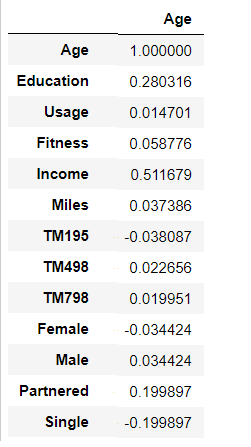 Age
Age 1.000000
Education 0.280316
Usage 0.014701
Fitness 0.058776
Income 0.511679
Miles 0.037386
TM195 -0.038087
TM498 0.022656
TM798 0.019951
Female -0.034424
Male 0.034424
Partnered 0.199897
Single -0.199897